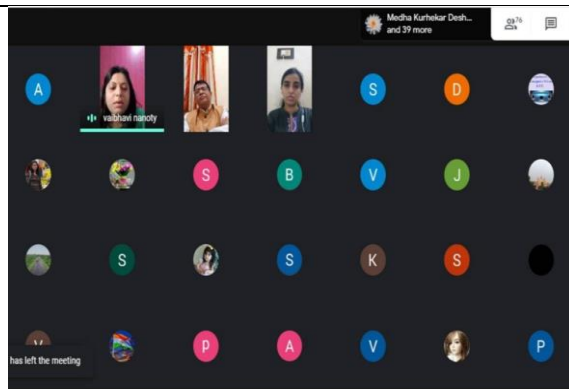 Medha Kurhekar Desh...
and 39 more
76
A
vaibhavi nanoty
S
D
S
B
V
J
S
S
K
S
V
has left the meeting
P
A
V
P